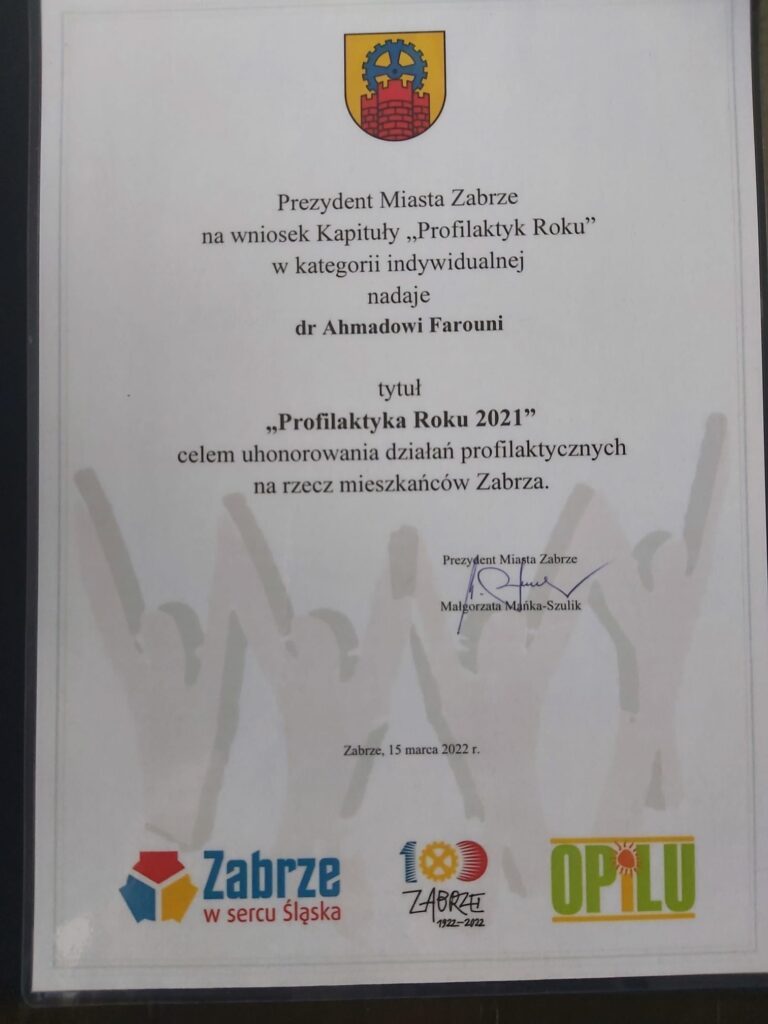 Prezydent Miasta Zabrze
na wniosek Kapituły „Profilaktyk Roku”
w kategorii indywidualnej
nadaje
dr Ahmadowi Farouni
tytuł
„Profilaktyka Roku 2021”
celem uhonorowania działań profilaktycznych
na rzecz mieszkańców Zabrza.
Prezydent Miasta Zabrze
Małgorzata Mańka-Szulik
Zabrze, 15 marca 2022 r.
Zabrze
w sercu Śląska
100
ZABRZE
1922-2022
OPiLU